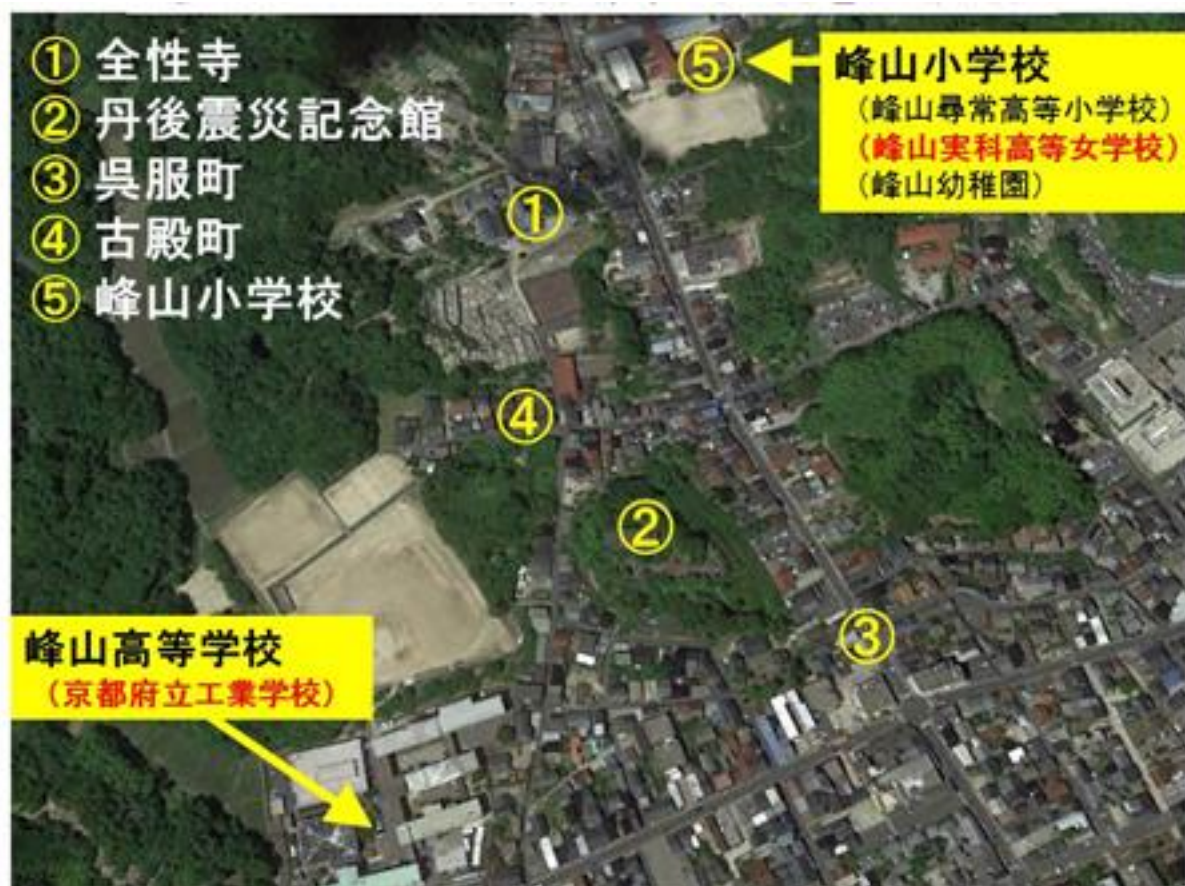 ① 全性寺
② 丹後震災記念館
③ 呉服町
④ 古殿町
⑤ 峰山小学校
⑤
峰山小学校
（峰山尋常高等小学校）
（峰山実科高等女学校）
（峰山幼稚園）
①
④
②
③
峰山高等学校
（京都府立工業学校）